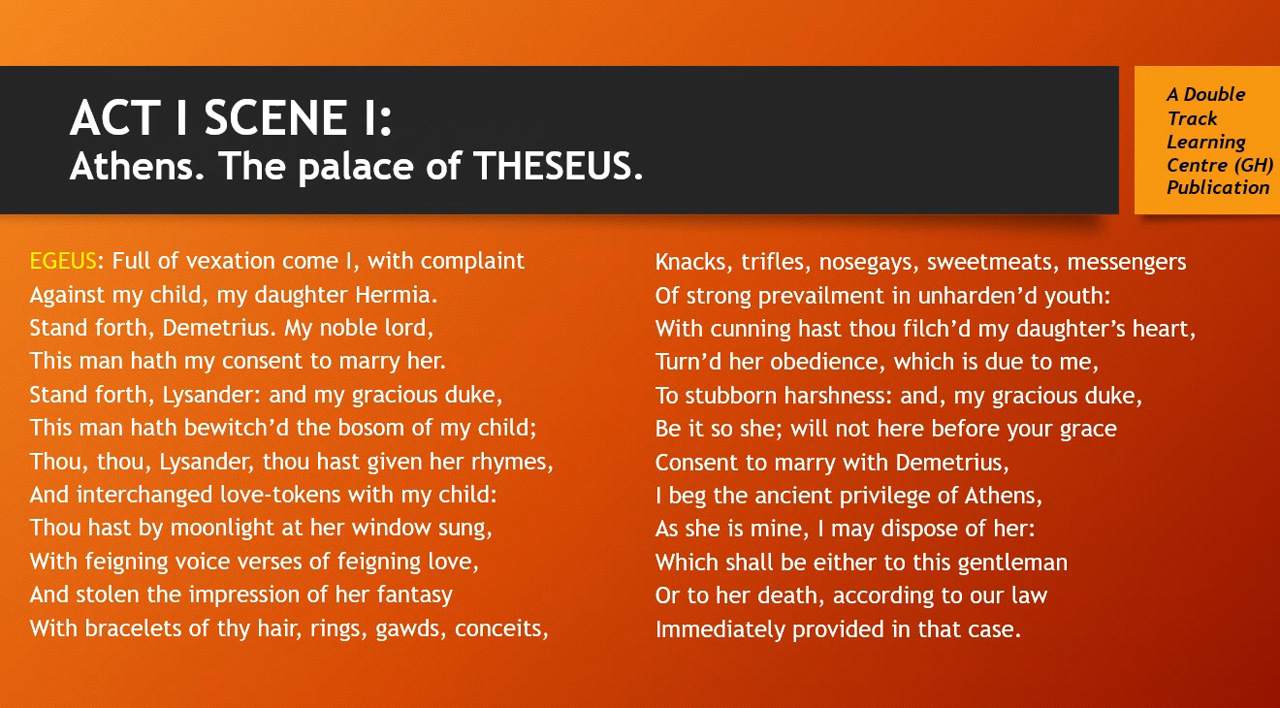 ACT I SCENE I:
Athens. The palace of THESEUS.
A Double
Track
Learning
Centre (GH)
Publication
EGEUS: Full of vexation come I, with complaint
Against my child, my daughter Hermia.
Stand forth, Demetrius. My noble lord,
This man hath my consent to marry her.
Stand forth, Lysander: and my gracious duke,
This man hath bewitch’d the bosom of my child;
Thou, thou, Lysander, thou hast given her rhymes,
And interchanged love-tokens with my child:
Thou hast by moonlight at her window sung,
With feigning voice verses of feigning love,
And stolen the impression of her fantasy
With bracelets of thy hair, rings, gawds, conceits,
Knacks, trifles, nosegays, sweetmeats, messengers
Of strong prevailment in unharden’d youth:
With cunning hast thou filch’d my daughter’s heart,
Turn’d her obedience, which is due to me,
To stubborn harshness: and, my gracious duke,
Be it so she; will not here before your grace
Consent to marry with Demetrius,
I beg the ancient privilege of Athens,
As she is mine, I may dispose of her:
Which shall be either to this gentleman
Or to her death, according to our law
Immediately provided in that case.